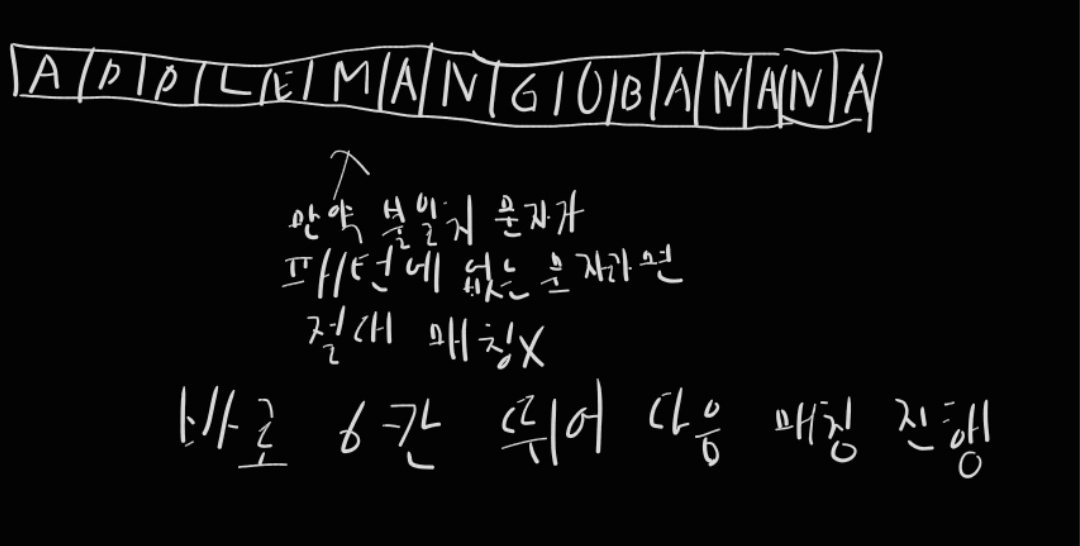 APPLEMANGOBANANA
만약 불일치 문자가
패턴에 없는 문자라면
절대 매칭X
바로 6칸 뛰어 다음 매칭 진행